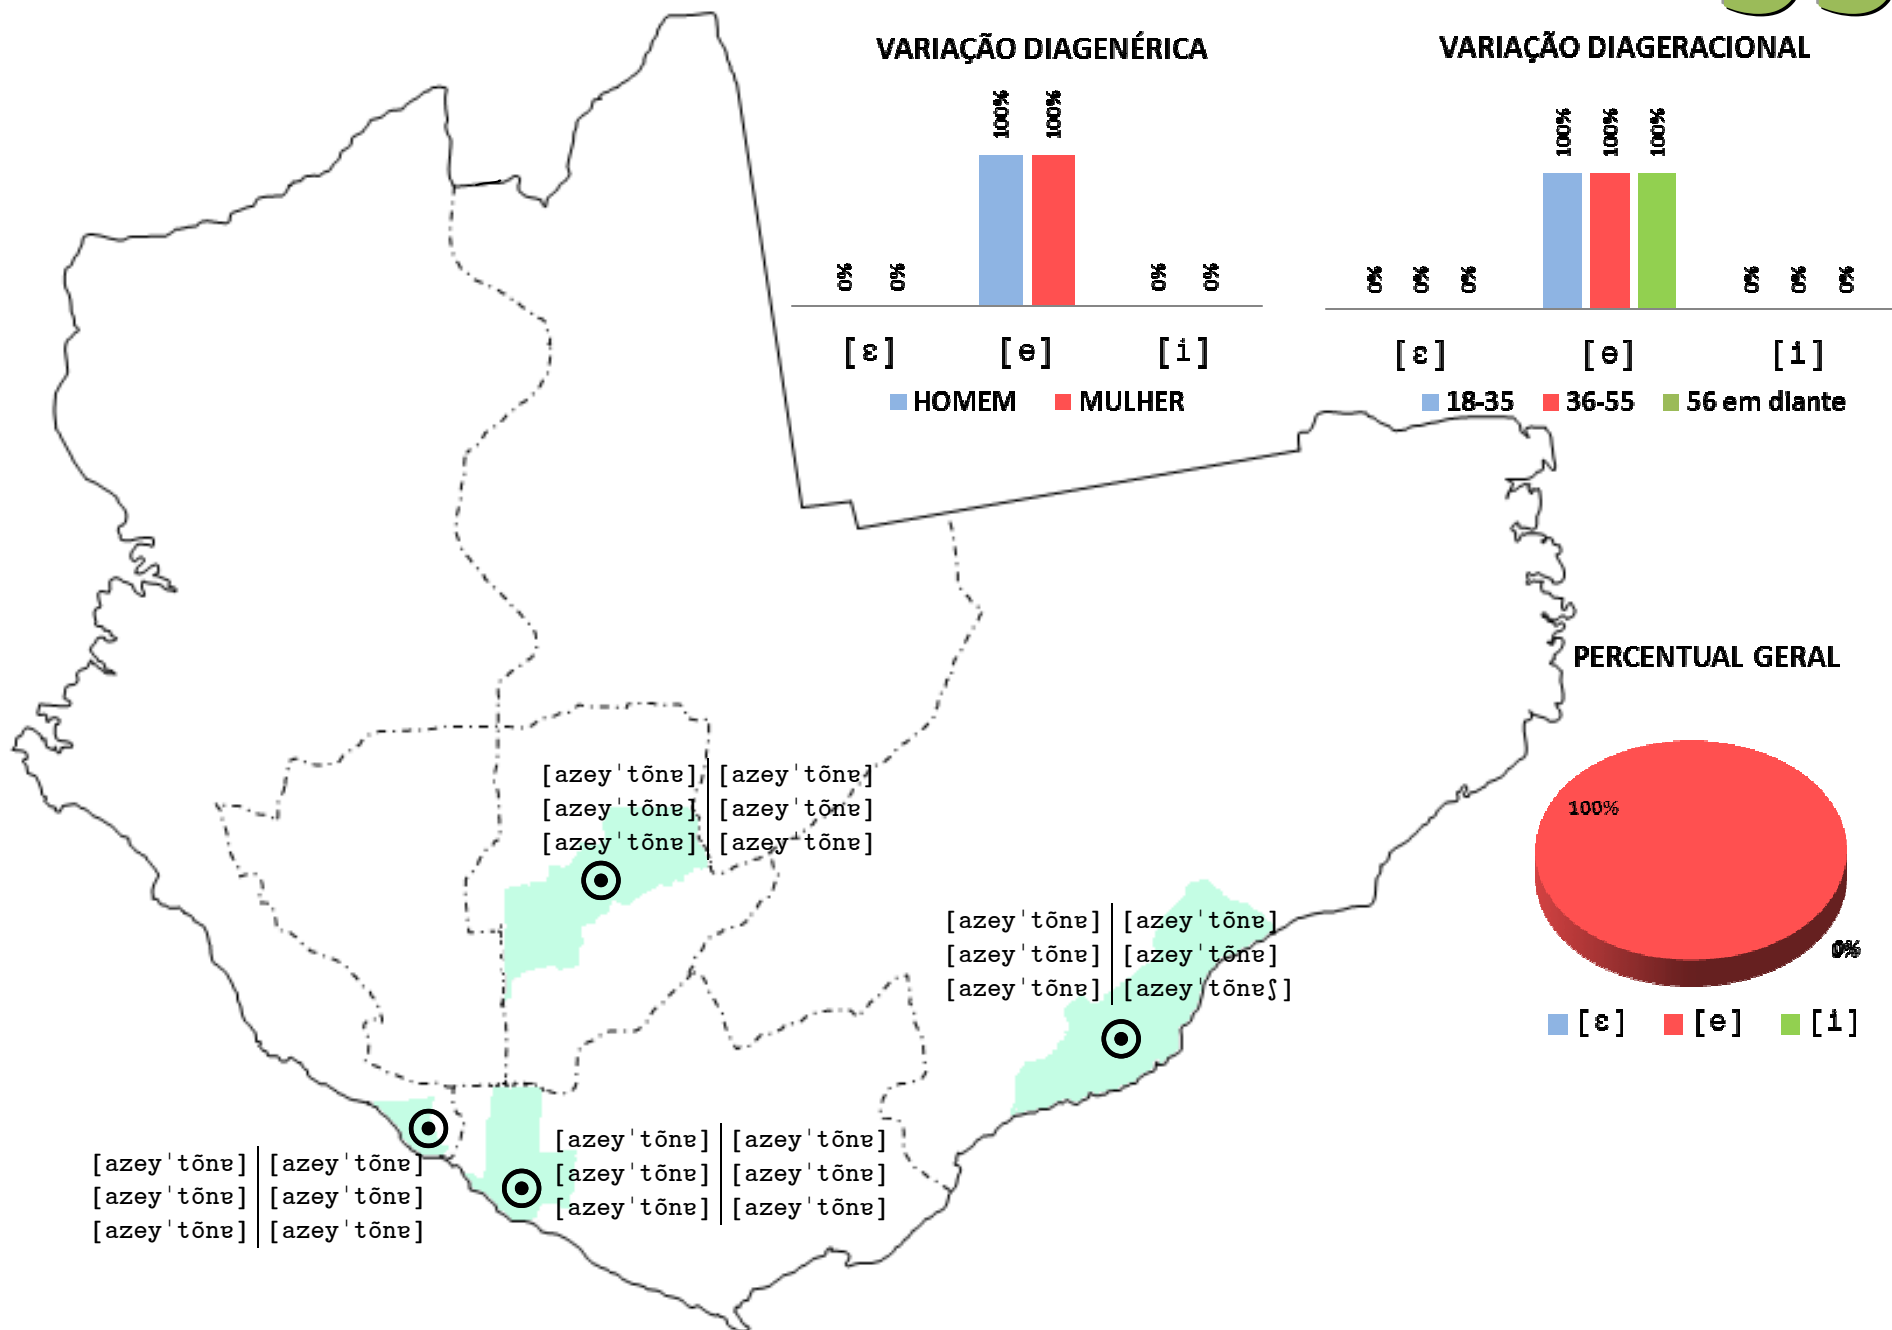 VARIAÇÃO DIAGENÉRICA
0% 0% 100% 100% 0% 0%
[ɛ] [e] [i]
HOMEM MULHER
VARIAÇÃO DIAGERACIONAL
0% 0% 0% 100% 100% 100% 0% 0% 0%
[ɛ] [e] [i]
18-35 36-55 56 em diante
PERCENTUAL GERAL
100%
0%
[ɛ] [e] [i]
[azeyˈtõnɐ] [azeyˈtõnɐ]
[azeyˈtõnɐ] [azeyˈtõnɐ]
[azeyˈtõnɐ] [azeyˈtõnɐ]
[azeyˈtõnɐ] [azeyˈtõnɐ]
[azeyˈtõnɐ] [azeyˈtõnɐ]
[azeyˈtõnɐ] [azeyˈtõnɐʃ]
[azeyˈtõnɐ] [azeyˈtõnɐ]
[azeyˈtõnɐ] [azeyˈtõnɐ]
[azeyˈtõnɐ] [azeyˈtõnɐ]
[azeyˈtõnɐ] [azeyˈtõnɐ]
[azeyˈtõnɐ] [azeyˈtõnɐ]
[azeyˈtõnɐ] [azeyˈtõnɐ]